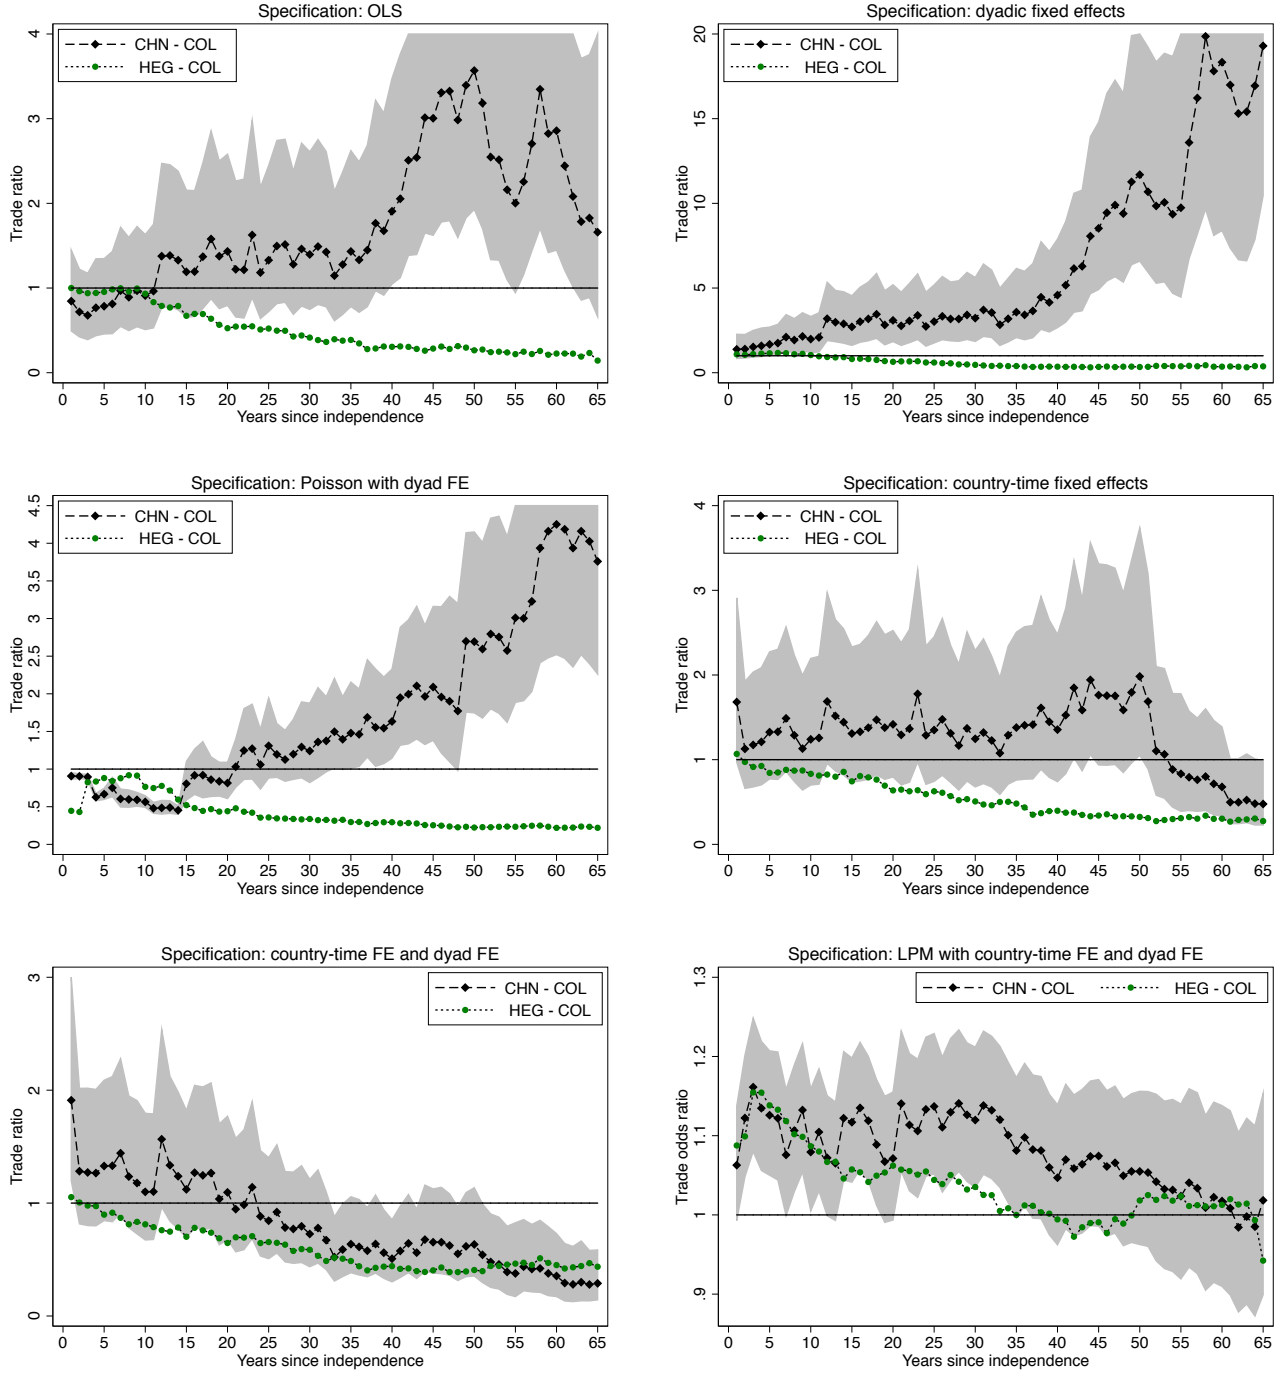 Specification: OLS
CHN - COL
HEG - COL
Trade ratio
0 1 2 3 4
0 5 10 15 20 25 30 35 40 45 50 55 60 65
Years since independence
Specification: dyadic fixed effects
CHN - COL
HEG - COL
Trade ratio
0 5 10 15 20
0 5 10 15 20 25 30 35 40 45 50 55 60 65
Years since independence
Specification: Poisson with dyad FE
CHN - COL
HEG - COL
Trade ratio
0 .5 1 1.5 2 2.5 3 3.5 4 4.5
0 5 10 15 20 25 30 35 40 45 50 55 60 65
Years since independence
Specification: country-time fixed effects
CHN - COL
HEG - COL
Trade ratio
0 1 2 3 4
0 5 10 15 20 25 30 35 40 45 50 55 60 65
Years since independence
Specification: country-time FE and dyad FE
CHN - COL
HEG - COL
Trade ratio
0 1 2 3
0 5 10 15 20 25 30 35 40 45 50 55 60 65
Years since independence
Specification: LPM with country-time FE and dyad FE
CHN - COL HEG - COL
Trade odds ratio
.9 1 1.1 1.2 1.3
0 5 10 15 20 25 30 35 40 45 50 55 60 65
Years since independence